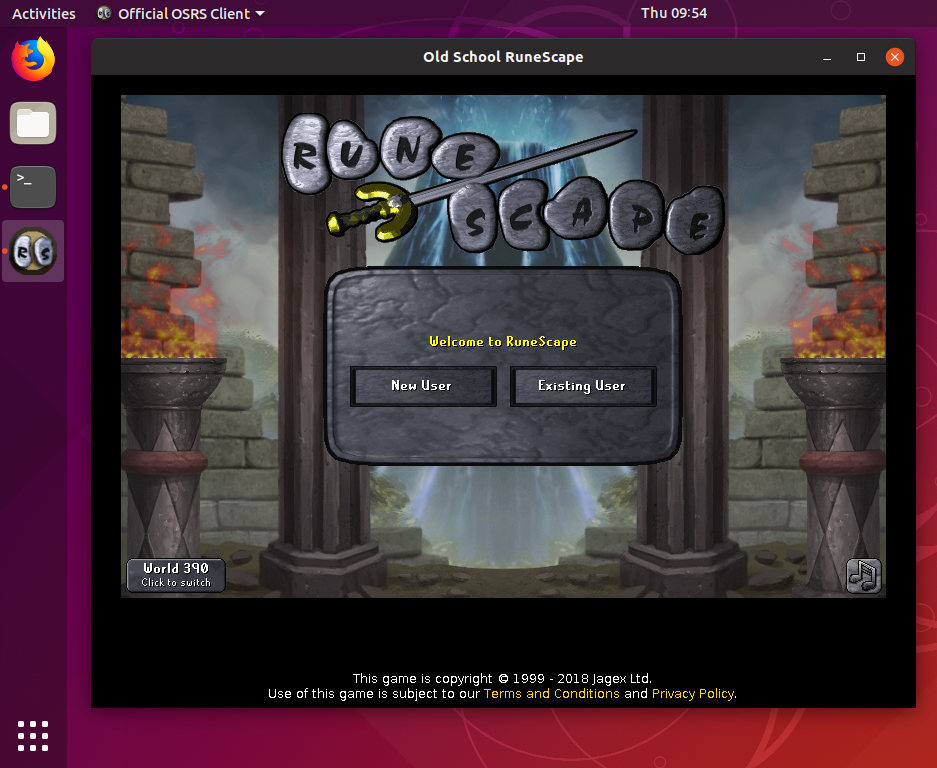 Activities
Official OSRS Client
Thu 09:54
Old School RuneScape
>_
RS
RUNE
SCAPE
Welcome to RuneScape
New User
Existing User
World 390
Click to switch
This game is copyright © 1999 - 2018 Jagex Ltd.
Use of this game is subject to our Terms and Conditions and Privacy Policy.